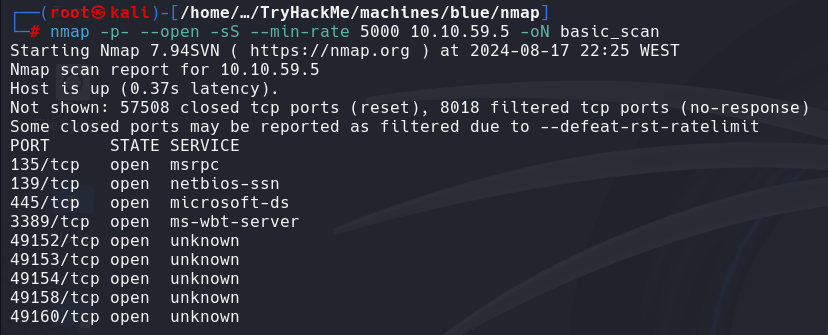 ┌──(root㉿kali)-[/home/…/TryHackMe/machines/blue/nmap]
└─# nmap -p- --open -sS --min-rate 5000 10.10.59.5 -oN basic_scan
Starting Nmap 7.94SVN ( https://nmap.org ) at 2024-08-17 22:25 WEST
Nmap scan report for 10.10.59.5
Host is up (0.37s latency).
Not shown: 57508 closed tcp ports (reset), 8018 filtered tcp ports (no-response)
Some closed ports may be reported as filtered due to --defeat-rst-ratelimit
PORT      STATE SERVICE
135/tcp   open  msrpc
139/tcp   open  netbios-ssn
445/tcp   open  microsoft-ds
3389/tcp  open  ms-wbt-server
49152/tcp open  unknown
49153/tcp open  unknown
49154/tcp open  unknown
49158/tcp open  unknown
49160/tcp open  unknown